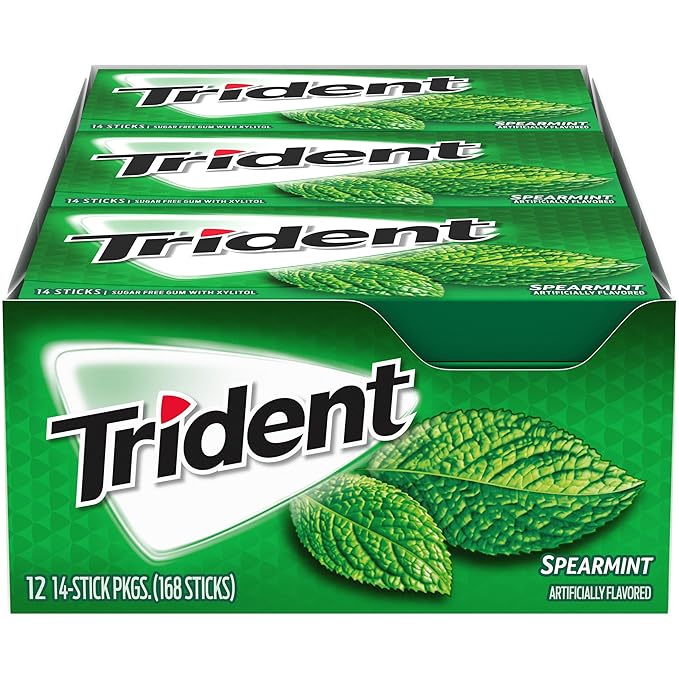 Trident
14 STICKS | SUGAR FREE GUM WITH XYLITOL
SPEARMINT
ARTIFICIALLY FLAVORED
Trident
14 STICKS | SUGAR FREE GUM WITH XYLITOL
SPEARMINT
ARTIFICIALLY FLAVORED
Trident
14 STICKS | SUGAR FREE GUM WITH XYLITOL
SPEARMINT
ARTIFICIALLY FLAVORED
Trident
SPEARMINT
12 14-STICK PKGS. (168 STICKS)
ARTIFICIALLY FLAVORED